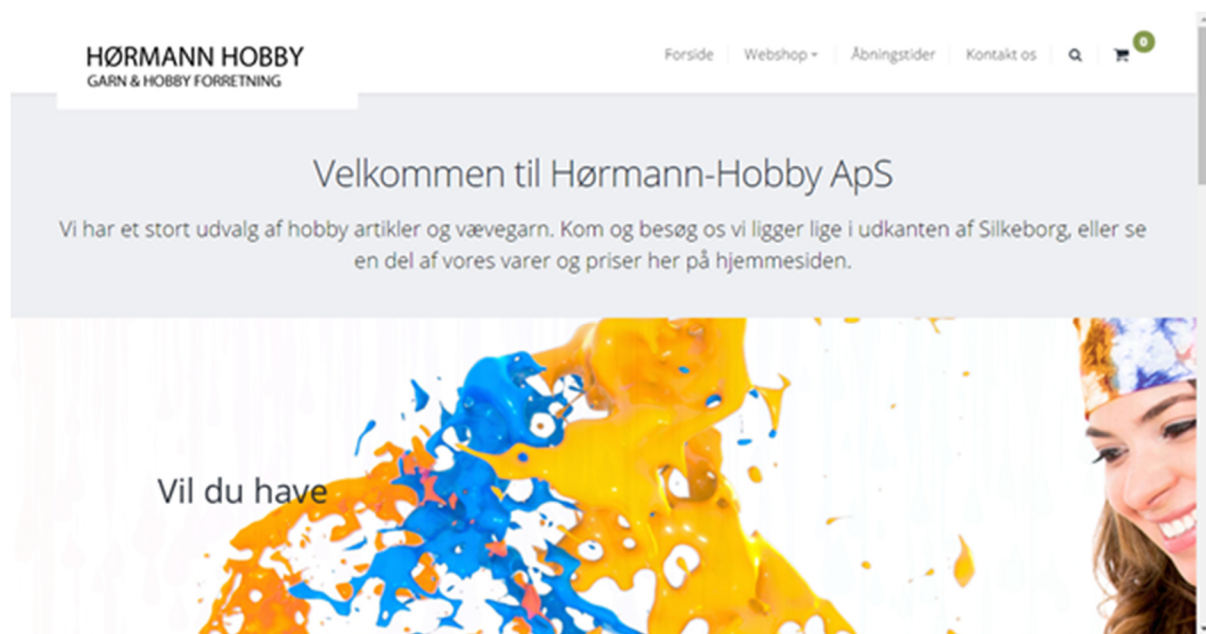 HØRMANN HOBBY
GARN & HOBBY FORRETNING
Forside Webshop Åbningstider Kontakt os 0
Velkommen til Hørmann-Hobby ApS
Vi har et stort udvalg af hobby artikler og vævegarn. Kom og besøg os vi ligger lige i udkanten af Silkeborg, eller se
en del af vores varer og priser her på hjemmesiden.
Vil du have